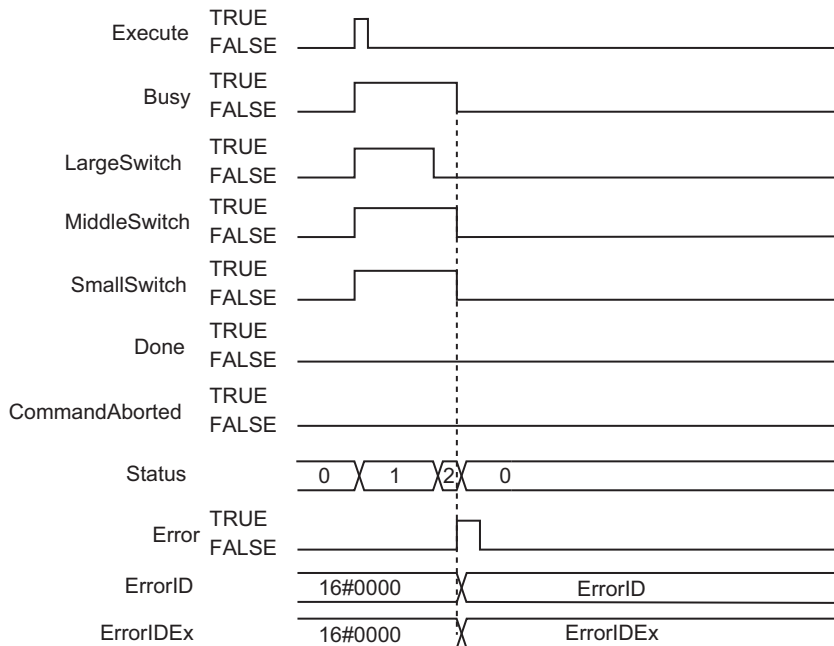 Execute TRUE
FALSE
Busy TRUE
FALSE
LargeSwitch TRUE
FALSE
MiddleSwitch TRUE
FALSE
SmallSwitch TRUE
FALSE
Done TRUE
FALSE
CommandAborted TRUE
FALSE
Status 0 1 2 0
Error TRUE
FALSE
ErrorID 16#0000 ErrorID
ErrorIDEx 16#0000 ErrorIDEx